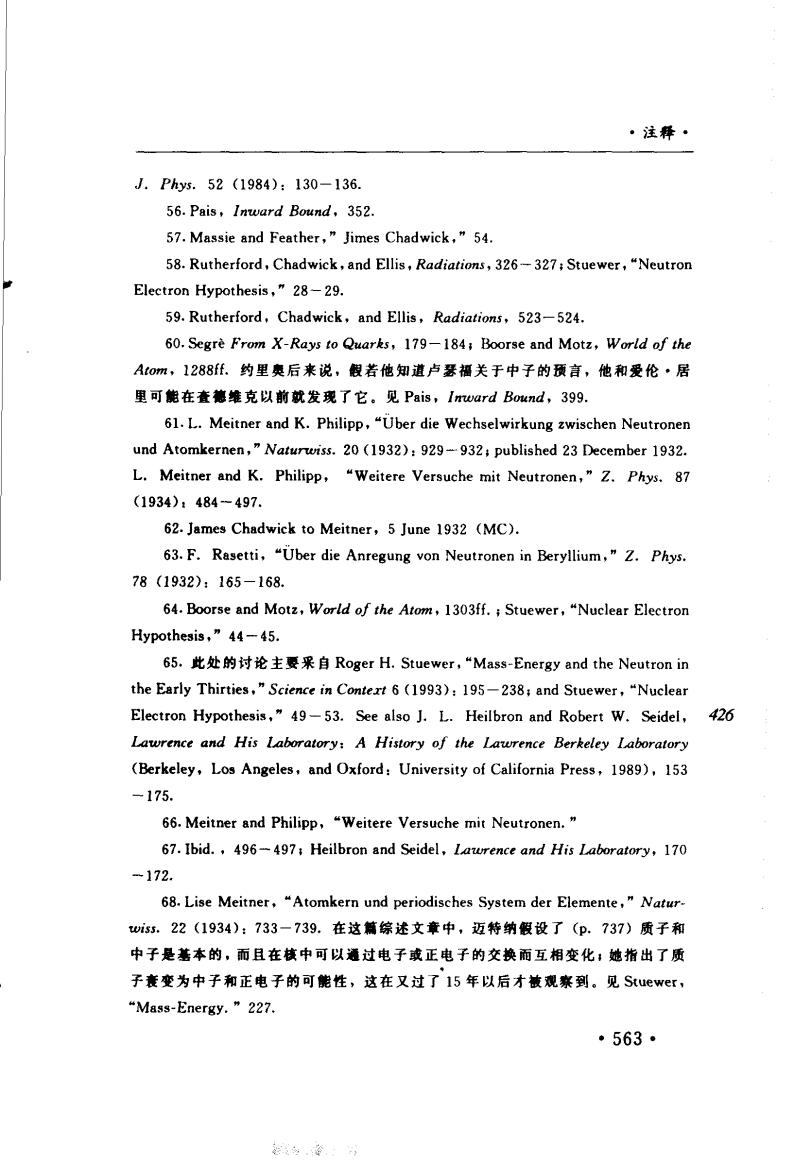 ·注释·
J. Phys. 52 (1984): 130—136.
56. Pais, Inward Bound, 352.
57. Massie and Feather,” Jimes Chadwick,” 54.
58. Rutherford, Chadwick, and Ellis, Radiations, 326—327; Stuewer, “Neutron
Electron Hypothesis,” 28—29.
59. Rutherford, Chadwick, and Ellis, Radiations, 523—524.
60. Segrè From X-Rays to Quarks, 179—184; Boorse and Motz, World of the
Atom, 1288ff. 约里奥后来说，假若他知道卢瑟福关于中子的预言，他和爱伦·居
里可能在查德维克以前就发现了它。见 Pais, Inward Bound, 399.
61. L. Meitner and K. Philipp, “Über die Wechselwirkung zwischen Neutronen
und Atomkernen,” Naturwiss. 20 (1932): 929—932; published 23 December 1932.
L. Meitner and K. Philipp, “Weitere Versuche mit Neutronen,” Z. Phys. 87
(1934): 484—497.
62. James Chadwick to Meitner, 5 June 1932 (MC).
63. F. Rasetti, “Über die Anregung von Neutronen in Beryllium,” Z. Phys.
78 (1932): 165—168.
64. Boorse and Motz, World of the Atom, 1303ff.; Stuewer, “Nuclear Electron
Hypothesis,” 44—45.
65. 此处的讨论主要采自 Roger H. Stuewer, “Mass-Energy and the Neutron in
the Early Thirties,” Science in Context 6 (1993): 195—238; and Stuewer, “Nuclear
Electron Hypothesis,” 49—53. See also J. L. Heilbron and Robert W. Seidel, 426
Lawrence and His Laboratory: A History of the Lawrence Berkeley Laboratory
(Berkeley, Los Angeles, and Oxford: University of California Press, 1989), 153
—175.
66. Meitner and Philipp, “Weitere Versuche mit Neutronen.”
67. Ibid., 496—497; Heilbron and Seidel, Lawrence and His Laboratory, 170
—172.
68. Lise Meitner, “Atomkern und periodisches System der Elemente,” Natur-
wiss. 22 (1934): 733—739. 在这篇综述文章中，迈特纳假设了 (p. 737) 质子和
中子是基本的，而且在核中可以通过电子或正电子的交换而互相变化；她指出了质
子衰变为中子和正电子的可能性，这在又过了 15 年以后才被观察到。见 Stuewer,
“Mass-Energy.” 227.
·563·